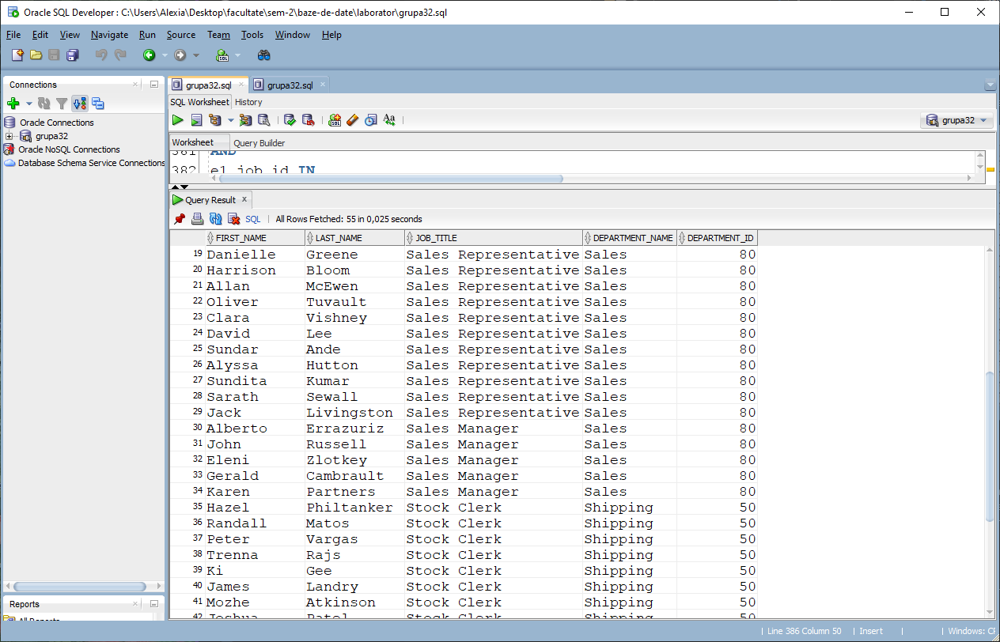 Oracle SQL Developer : C:\Users\Alexia\Desktop\facultate\sem-2\baze-de-date\laborator\grupa32.sql
File Edit View Navigate Run Source Team Tools Window Help
Connections
Oracle Connections
grupa32
Oracle NoSQL Connections
Database Schema Service Connections
Reports
All Reports
grupa32.sql grupa32.sql
SQL Worksheet History
grupa32
Worksheet Query Builder
381 AND
382 e1.job_id IN
Query Result x
SQL | All Rows Fetched: 55 in 0,025 seconds
FIRST_NAME LAST_NAME JOB_TITLE DEPARTMENT_NAME DEPARTMENT_ID
19 Danielle Greene Sales Representative Sales 80
20 Harrison Bloom Sales Representative Sales 80
21 Allan McEwen Sales Representative Sales 80
22 Oliver Tuvault Sales Representative Sales 80
23 Clara Vishney Sales Representative Sales 80
24 David Lee Sales Representative Sales 80
25 Sundar Ande Sales Representative Sales 80
26 Alyssa Hutton Sales Representative Sales 80
27 Sundita Kumar Sales Representative Sales 80
28 Sarath Sewall Sales Representative Sales 80
29 Jack Livingston Sales Representative Sales 80
30 Alberto Errazuriz Sales Manager Sales 80
31 John Russell Sales Manager Sales 80
32 Eleni Zlotkey Sales Manager Sales 80
33 Gerald Cambrault Sales Manager Sales 80
34 Karen Partners Sales Manager Sales 80
35 Hazel Philtanker Stock Clerk Shipping 50
36 Randall Matos Stock Clerk Shipping 50
37 Peter Vargas Stock Clerk Shipping 50
38 Trenna Rajs Stock Clerk Shipping 50
39 Ki Gee Stock Clerk Shipping 50
40 James Landry Stock Clerk Shipping 50
41 Mozhe Atkinson Stock Clerk Shipping 50
42 Joshua Patel Stock Clerk Shipping 50
| Line 386 Column 50 | Insert | | Windows: CF